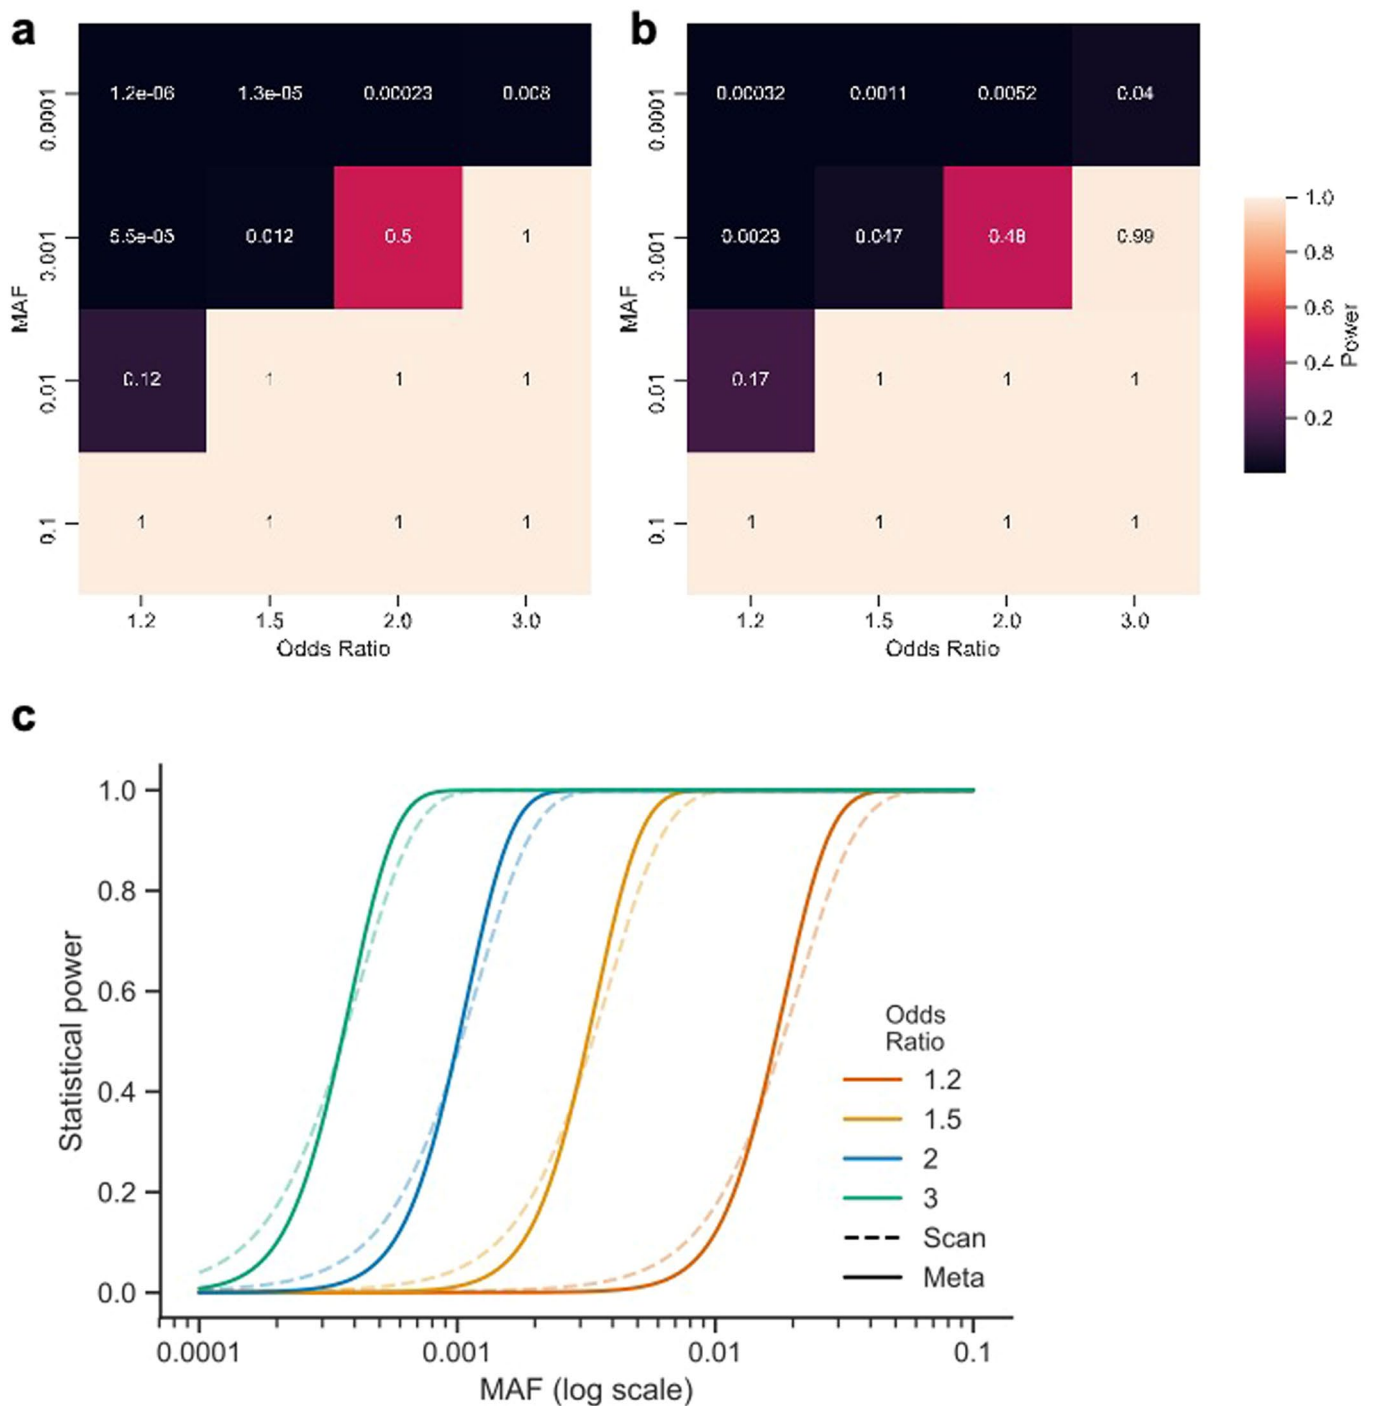 a
b
0.0001
1.2e-06 1.3e-05 0.00023 0.008
0.001
5.5e-05 0.012 0.5 1
MAF
0.01
0.12 1 1 1
0.1
1 1 1 1
1.2 1.5 2.0 3.0
Odds Ratio
0.0001
0.00032 0.0011 0.0052 0.04
0.001
0.0023 0.047 0.48 0.99
MAF
0.01
0.17 1 1 1
0.1
1 1 1 1
1.2 1.5 2.0 3.0
Odds Ratio
1.0
0.8
0.6
0.4
0.2
Power
c
1.0
0.8
0.6
0.4
0.2
0.0
Statistical power
0.0001 0.001 0.01 0.1
MAF (log scale)
Odds
Ratio
1.2
1.5
2
3
Scan
Meta